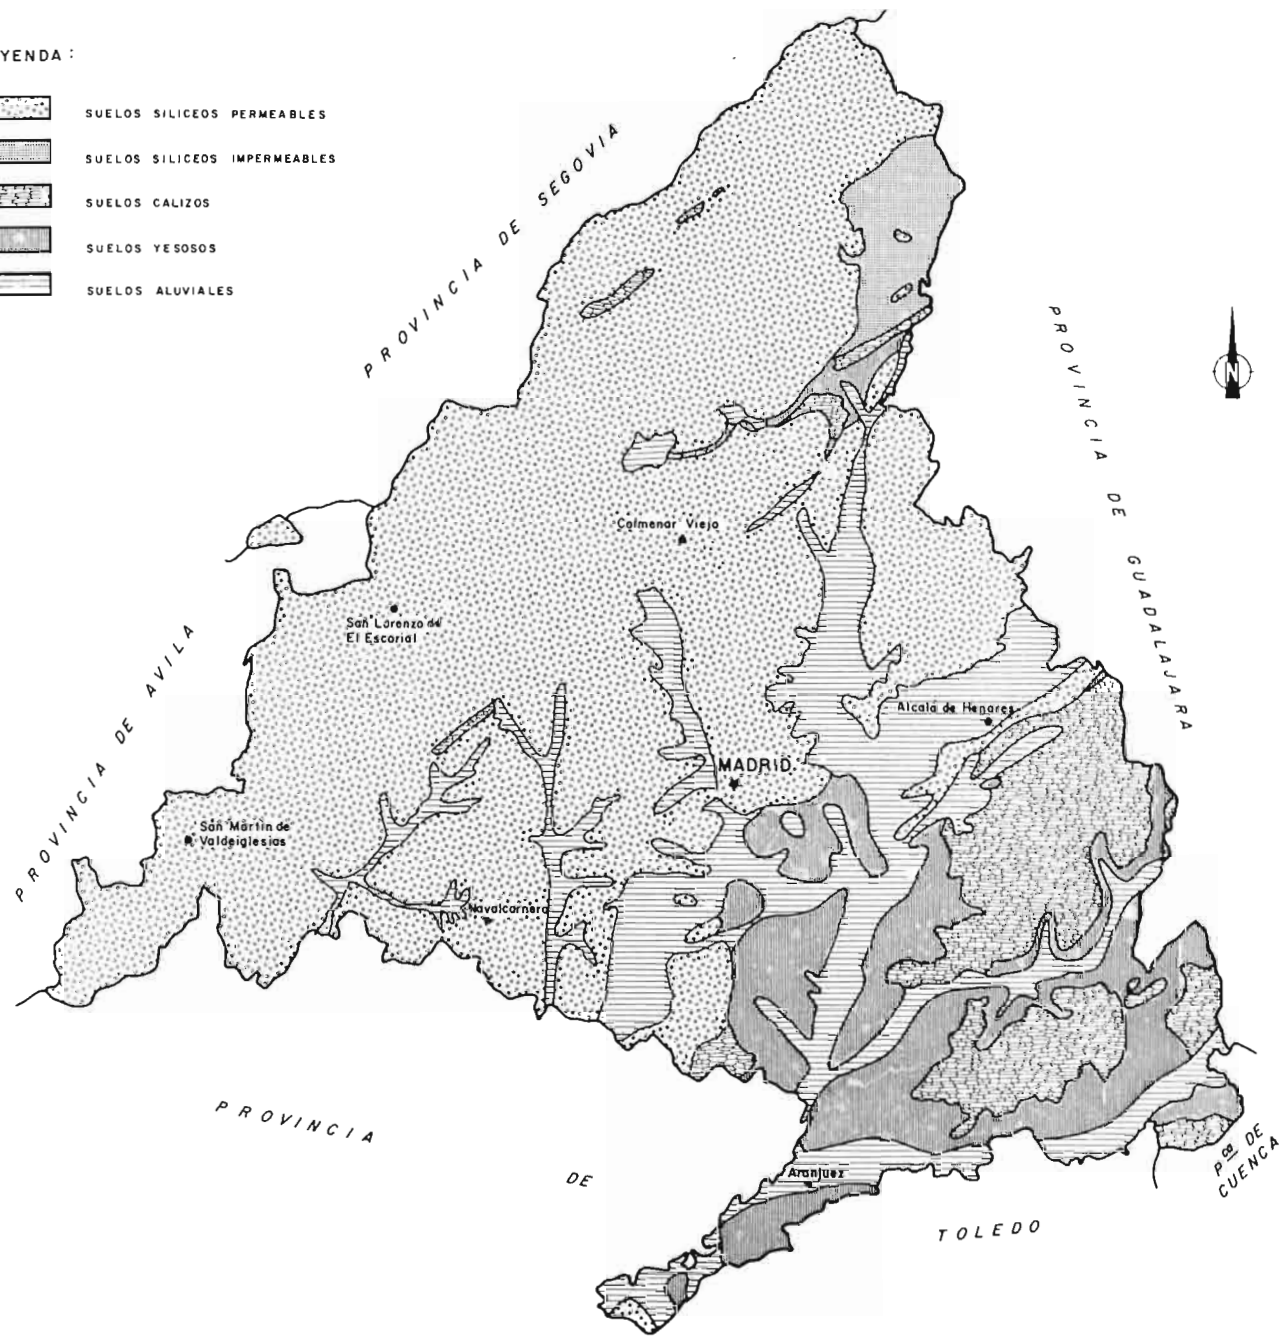 YENDA :
SUELOS SILICEOS PERMEABLES
SUELOS SILICEOS IMPERMEABLES
SUELOS CALIZOS
SUELOS YESOSOS
SUELOS ALUVIALES
PROVINCIA DE SEGOVIA
PROVINCIA DE GUADALAJARA
N
Colmenar Viejo
San Lorenzo de
El Escorial
PROVINCIA DE AVILA
Alcalá de Henares
MADRID
San Martin de
Valdeiglesias
Navalcarnero
PROVINCIA DE TOLEDO
Aranjuez
Pcia DE
CUENCA